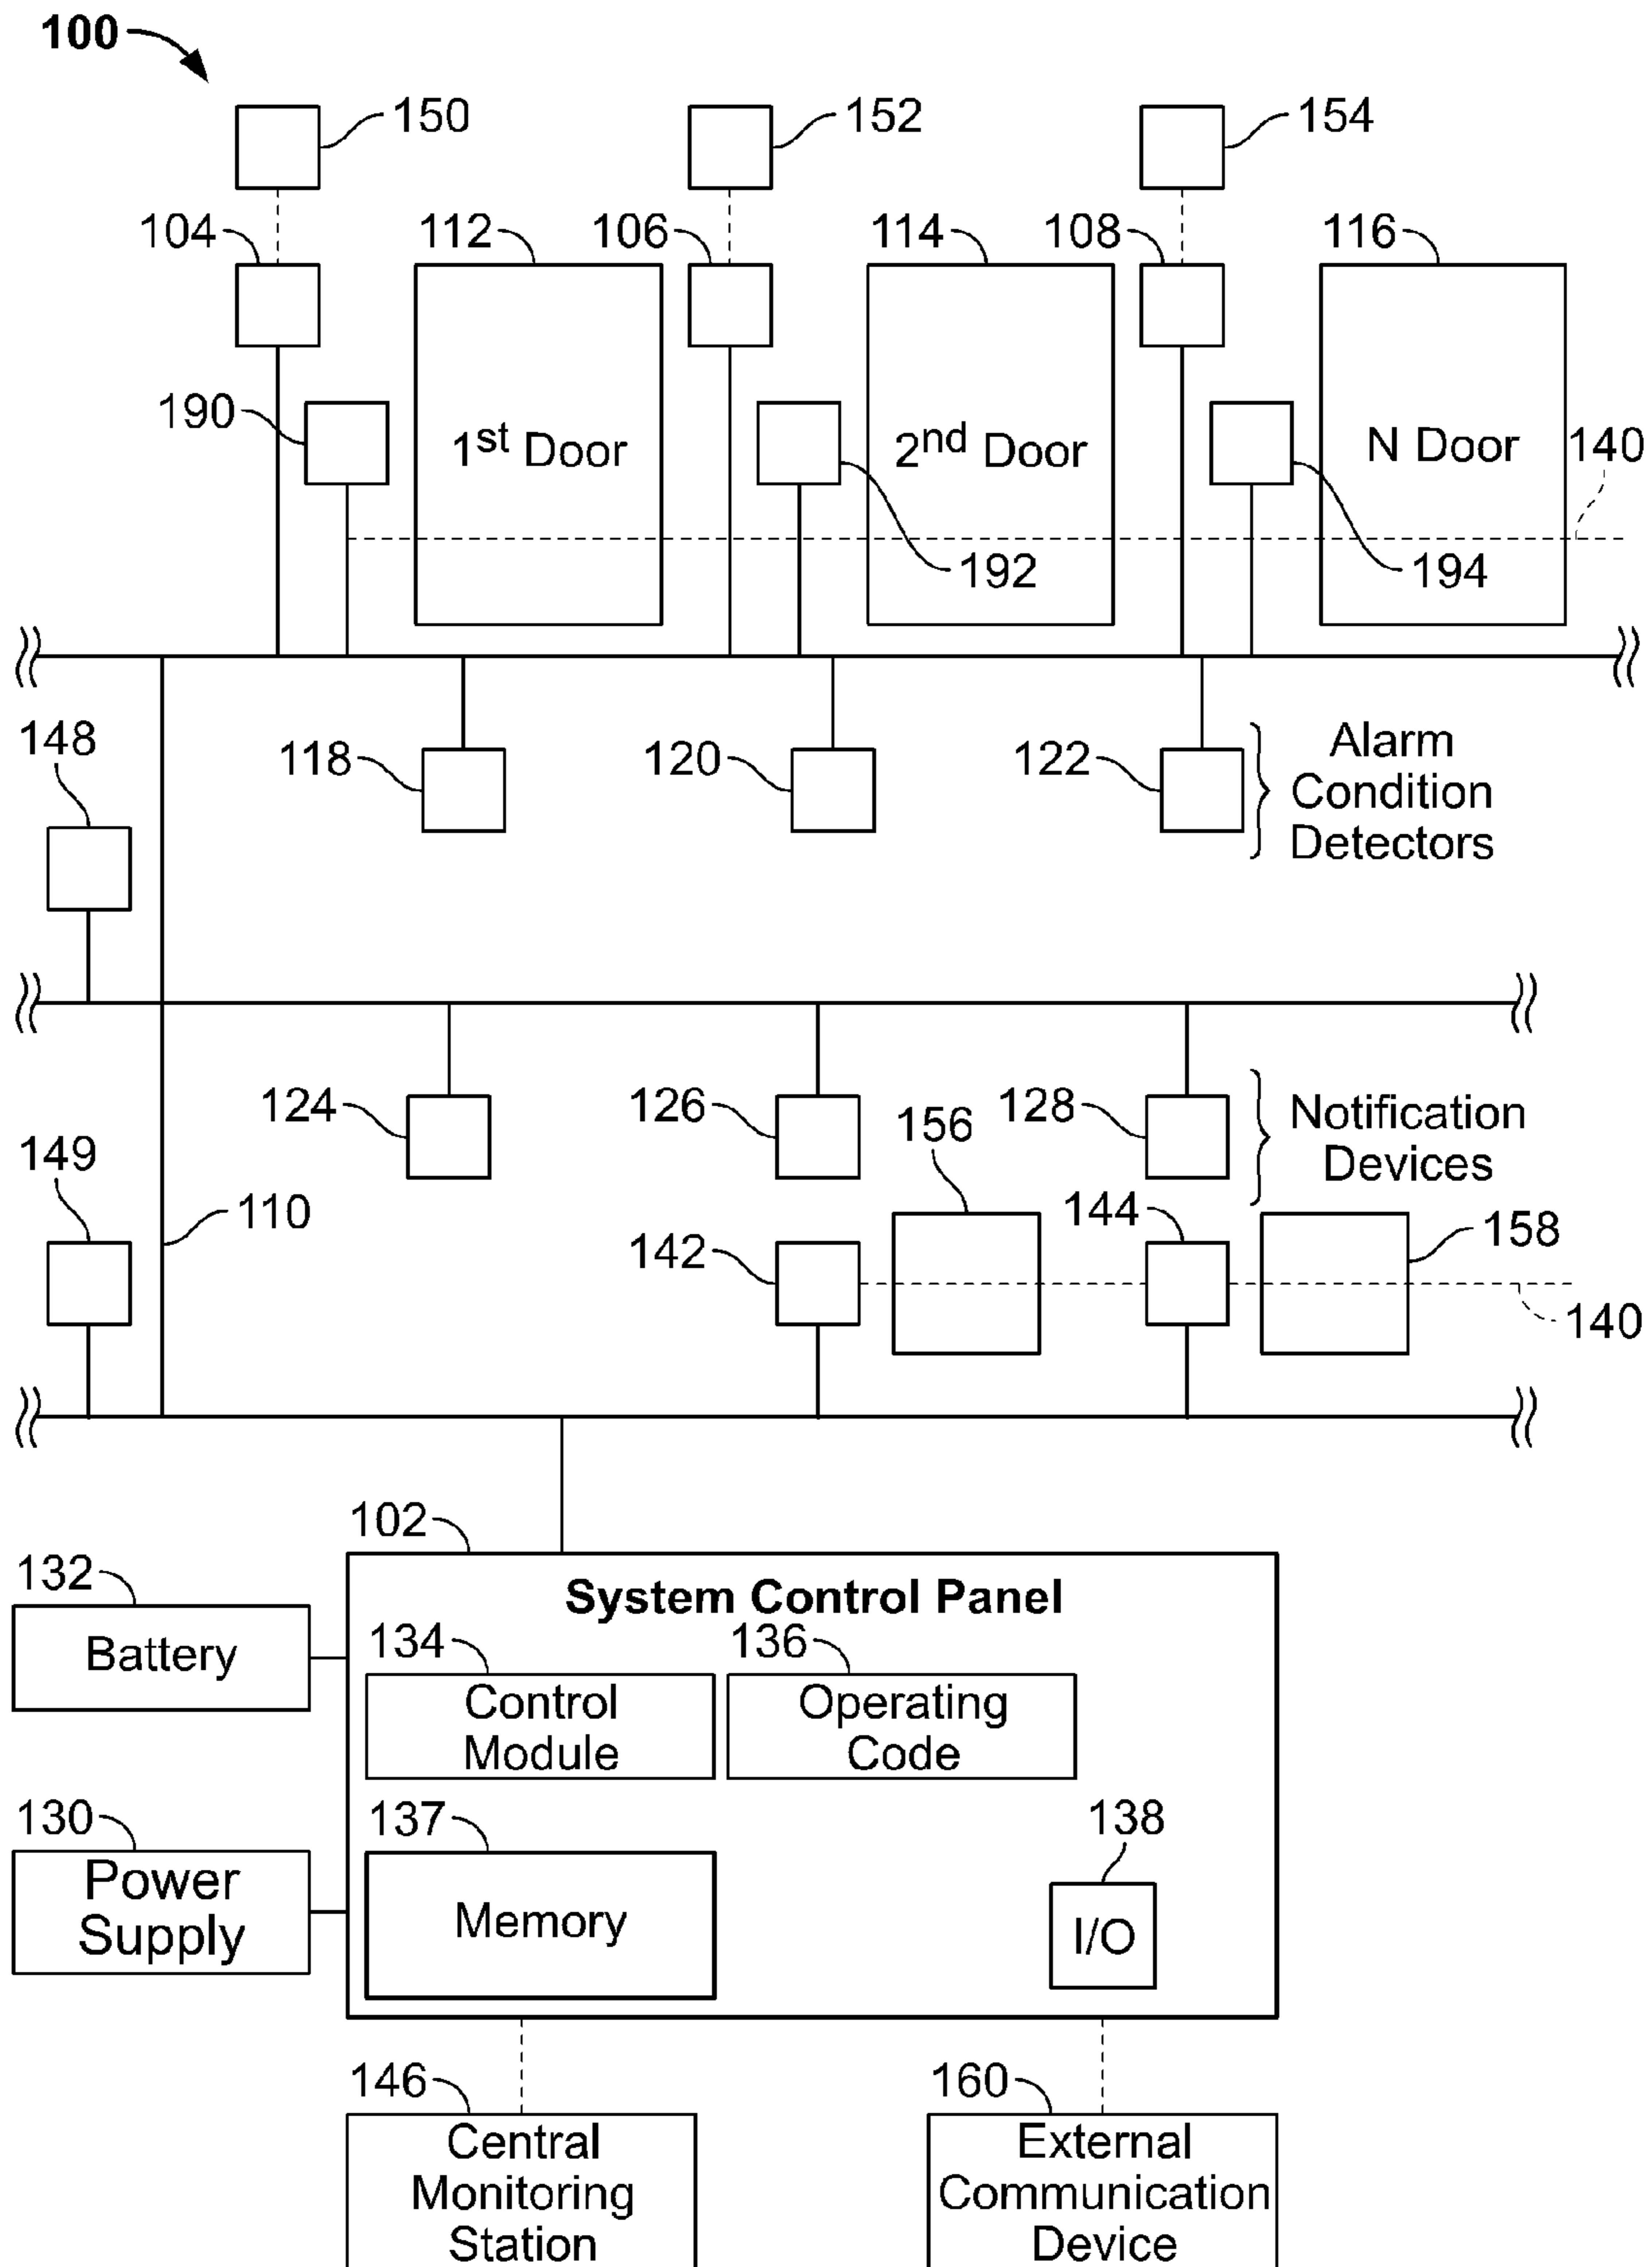 100
150
152
154
104
112
106
114
108
116
190
1st Door
2nd Door
N Door
140
192
194
148
118
120
122
Alarm
Condition
Detectors
124
126
128
Notification
Devices
156
149
110
142
144
158
140
102
System Control Panel
132
Battery
134
Control
Module
136
Operating
Code
130
Power
Supply
137
Memory
138
I/O
146
Central
Monitoring
Station
160
External
Communication
Device